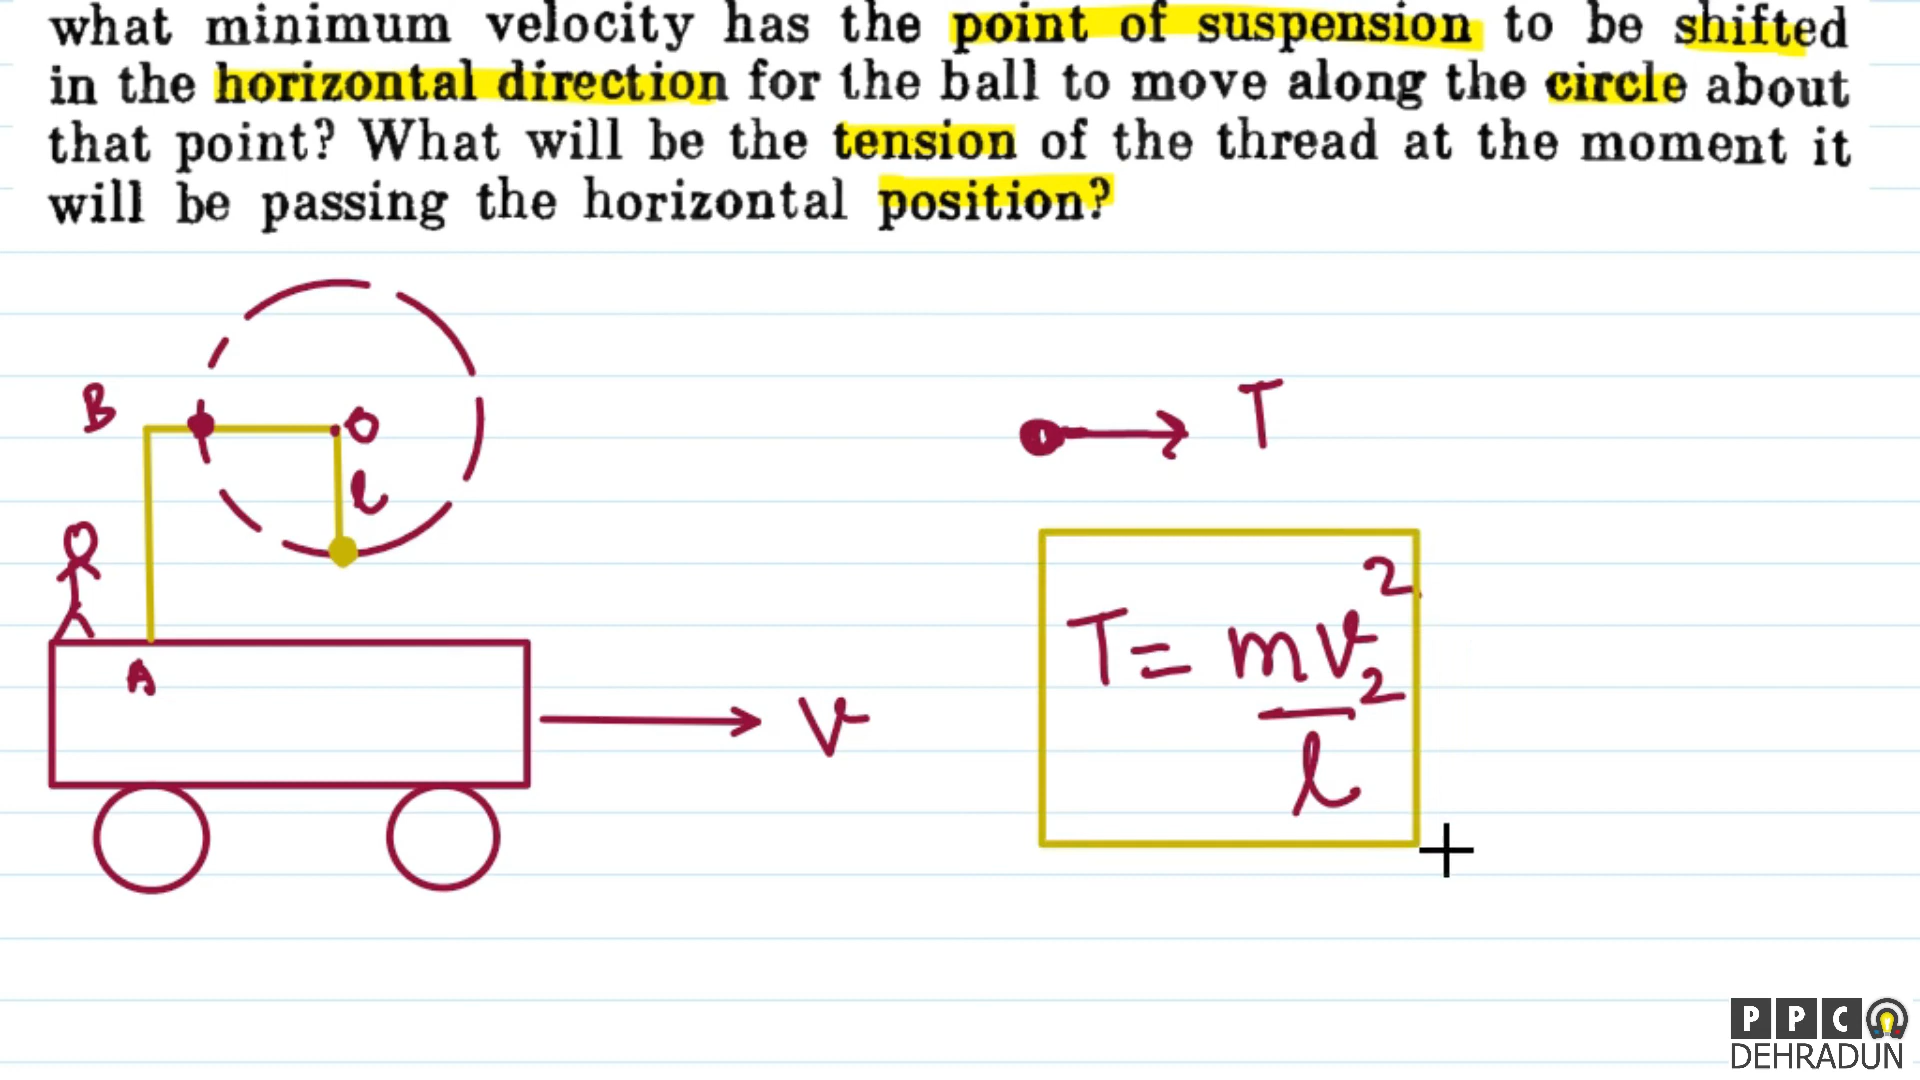 what minimum velocity has the point of suspension to be shifted
in the horizontal direction for the ball to move along the circle about
that point? What will be the tension of the thread at the moment it
will be passing the horizontal position?
B
O
l
A
V
T
T = mv₂²
l
PPC
DEHRADUN